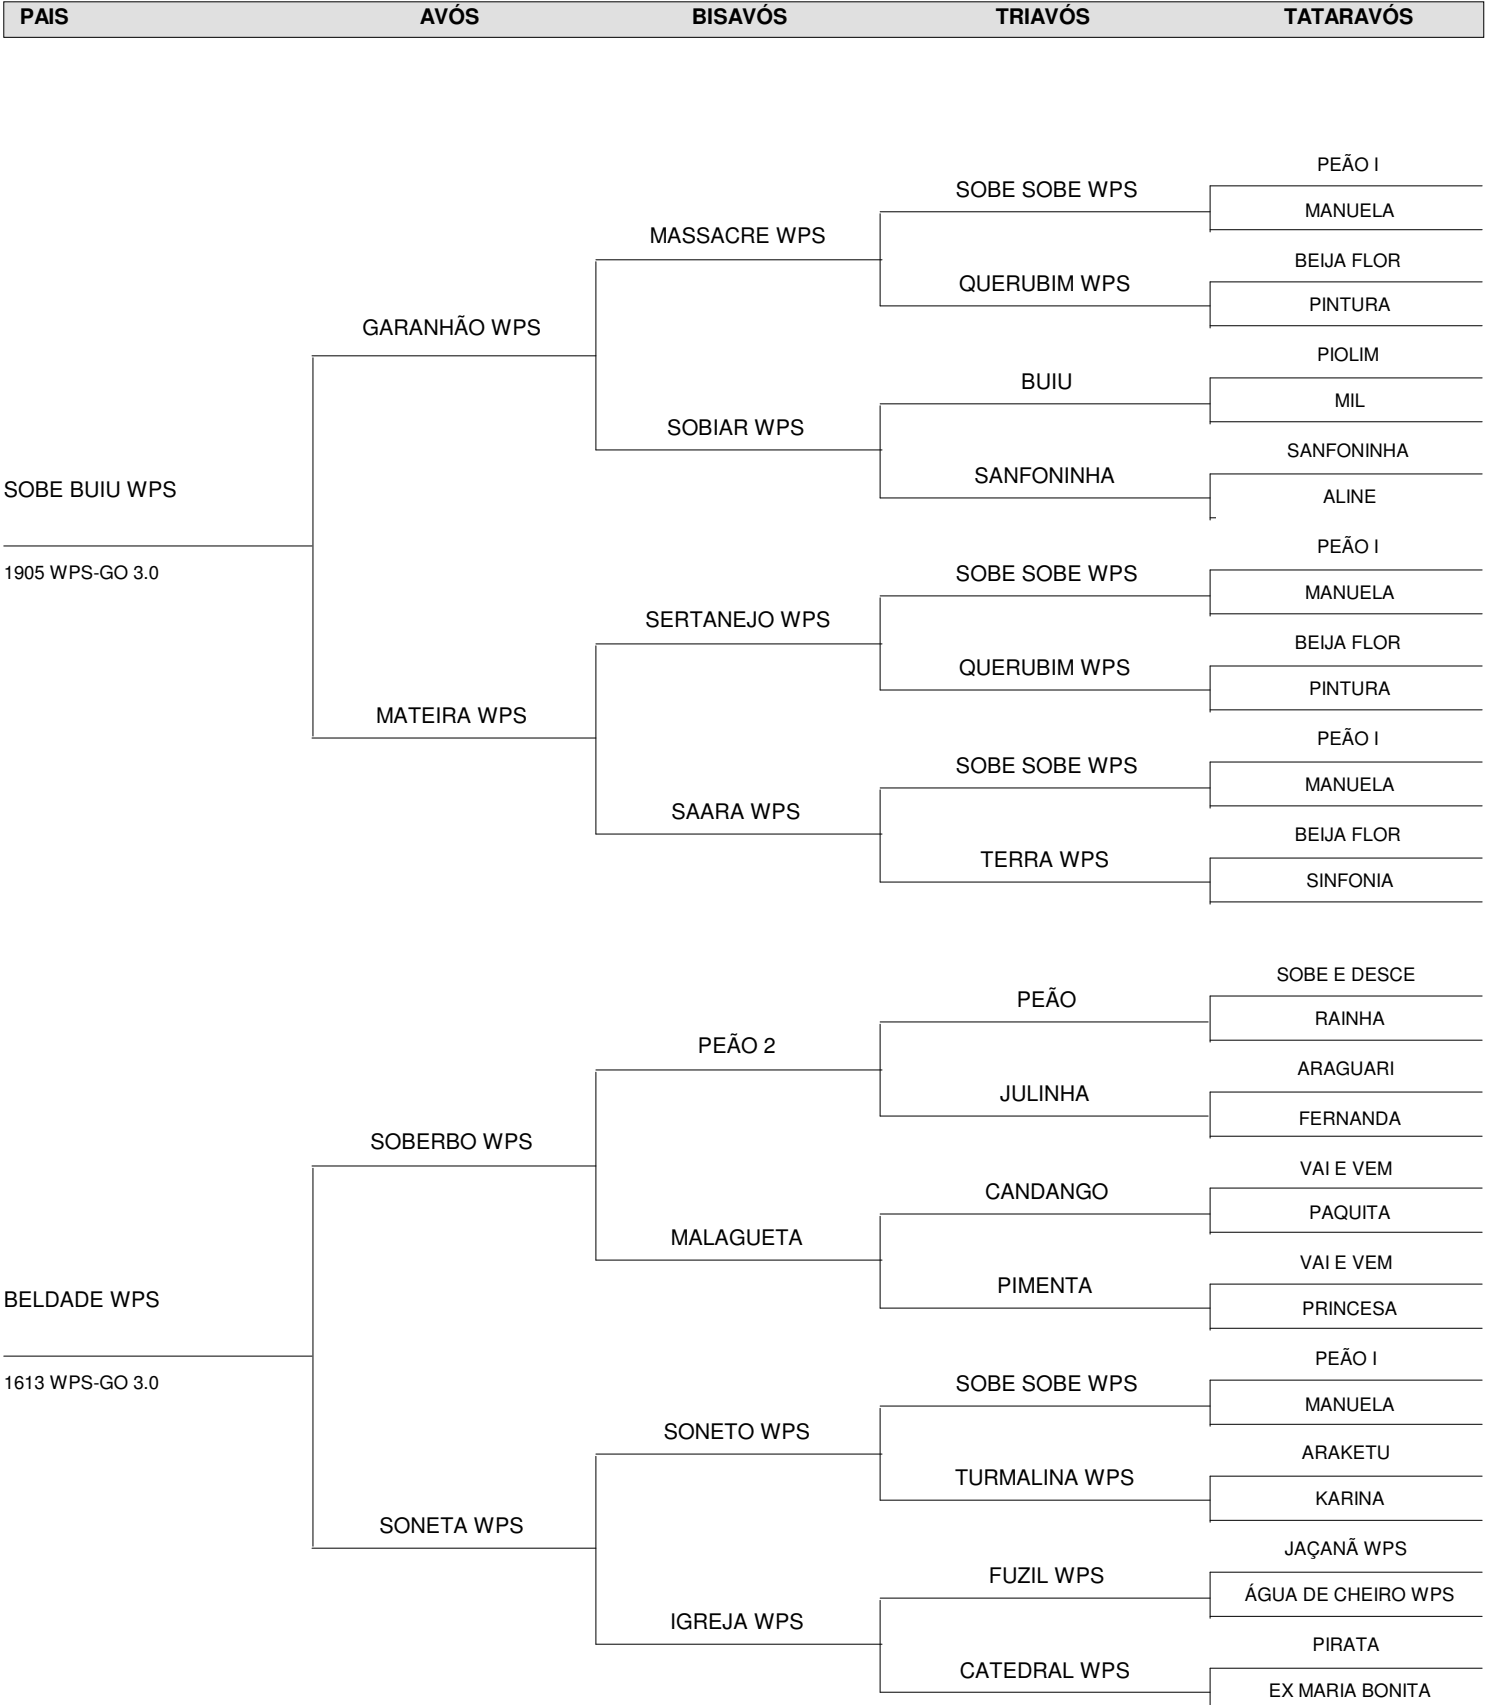 PAIS AVÓS BISAVÓS TRIAVÓS TATARAVÓS
PEÃO I
SOBE SOBE WPS
MANUELA
MASSACRE WPS
BEIJA FLOR
QUERUBIM WPS
PINTURA
GARANHÃO WPS
PIOLIM
BUIU
MIL
SOBIAR WPS
SANFONINHA
SANFONINHA
SOBE BUIU WPS
ALINE
PEÃO I
1905 WPS-GO 3.0
SOBE SOBE WPS
MANUELA
SERTANEJO WPS
BEIJA FLOR
QUERUBIM WPS
PINTURA
MATEIRA WPS
PEÃO I
SOBE SOBE WPS
MANUELA
SAARA WPS
BEIJA FLOR
TERRA WPS
SINFONIA
SOBE E DESCE
PEÃO
RAINHA
PEÃO 2
ARAGUARI
JULINHA
FERNANDA
SOBERBO WPS
VAI E VEM
CANDANGO
PAQUITA
MALAGUETA
VAI E VEM
PIMENTA
BELDADE WPS
PRINCESA
PEÃO I
1613 WPS-GO 3.0
SOBE SOBE WPS
MANUELA
SONETO WPS
ARAKETU
TURMALINA WPS
KARINA
SONETA WPS
JAÇANÃ WPS
FUZIL WPS
ÁGUA DE CHEIRO WPS
IGREJA WPS
PIRATA
CATEDRAL WPS
EX MARIA BONITA